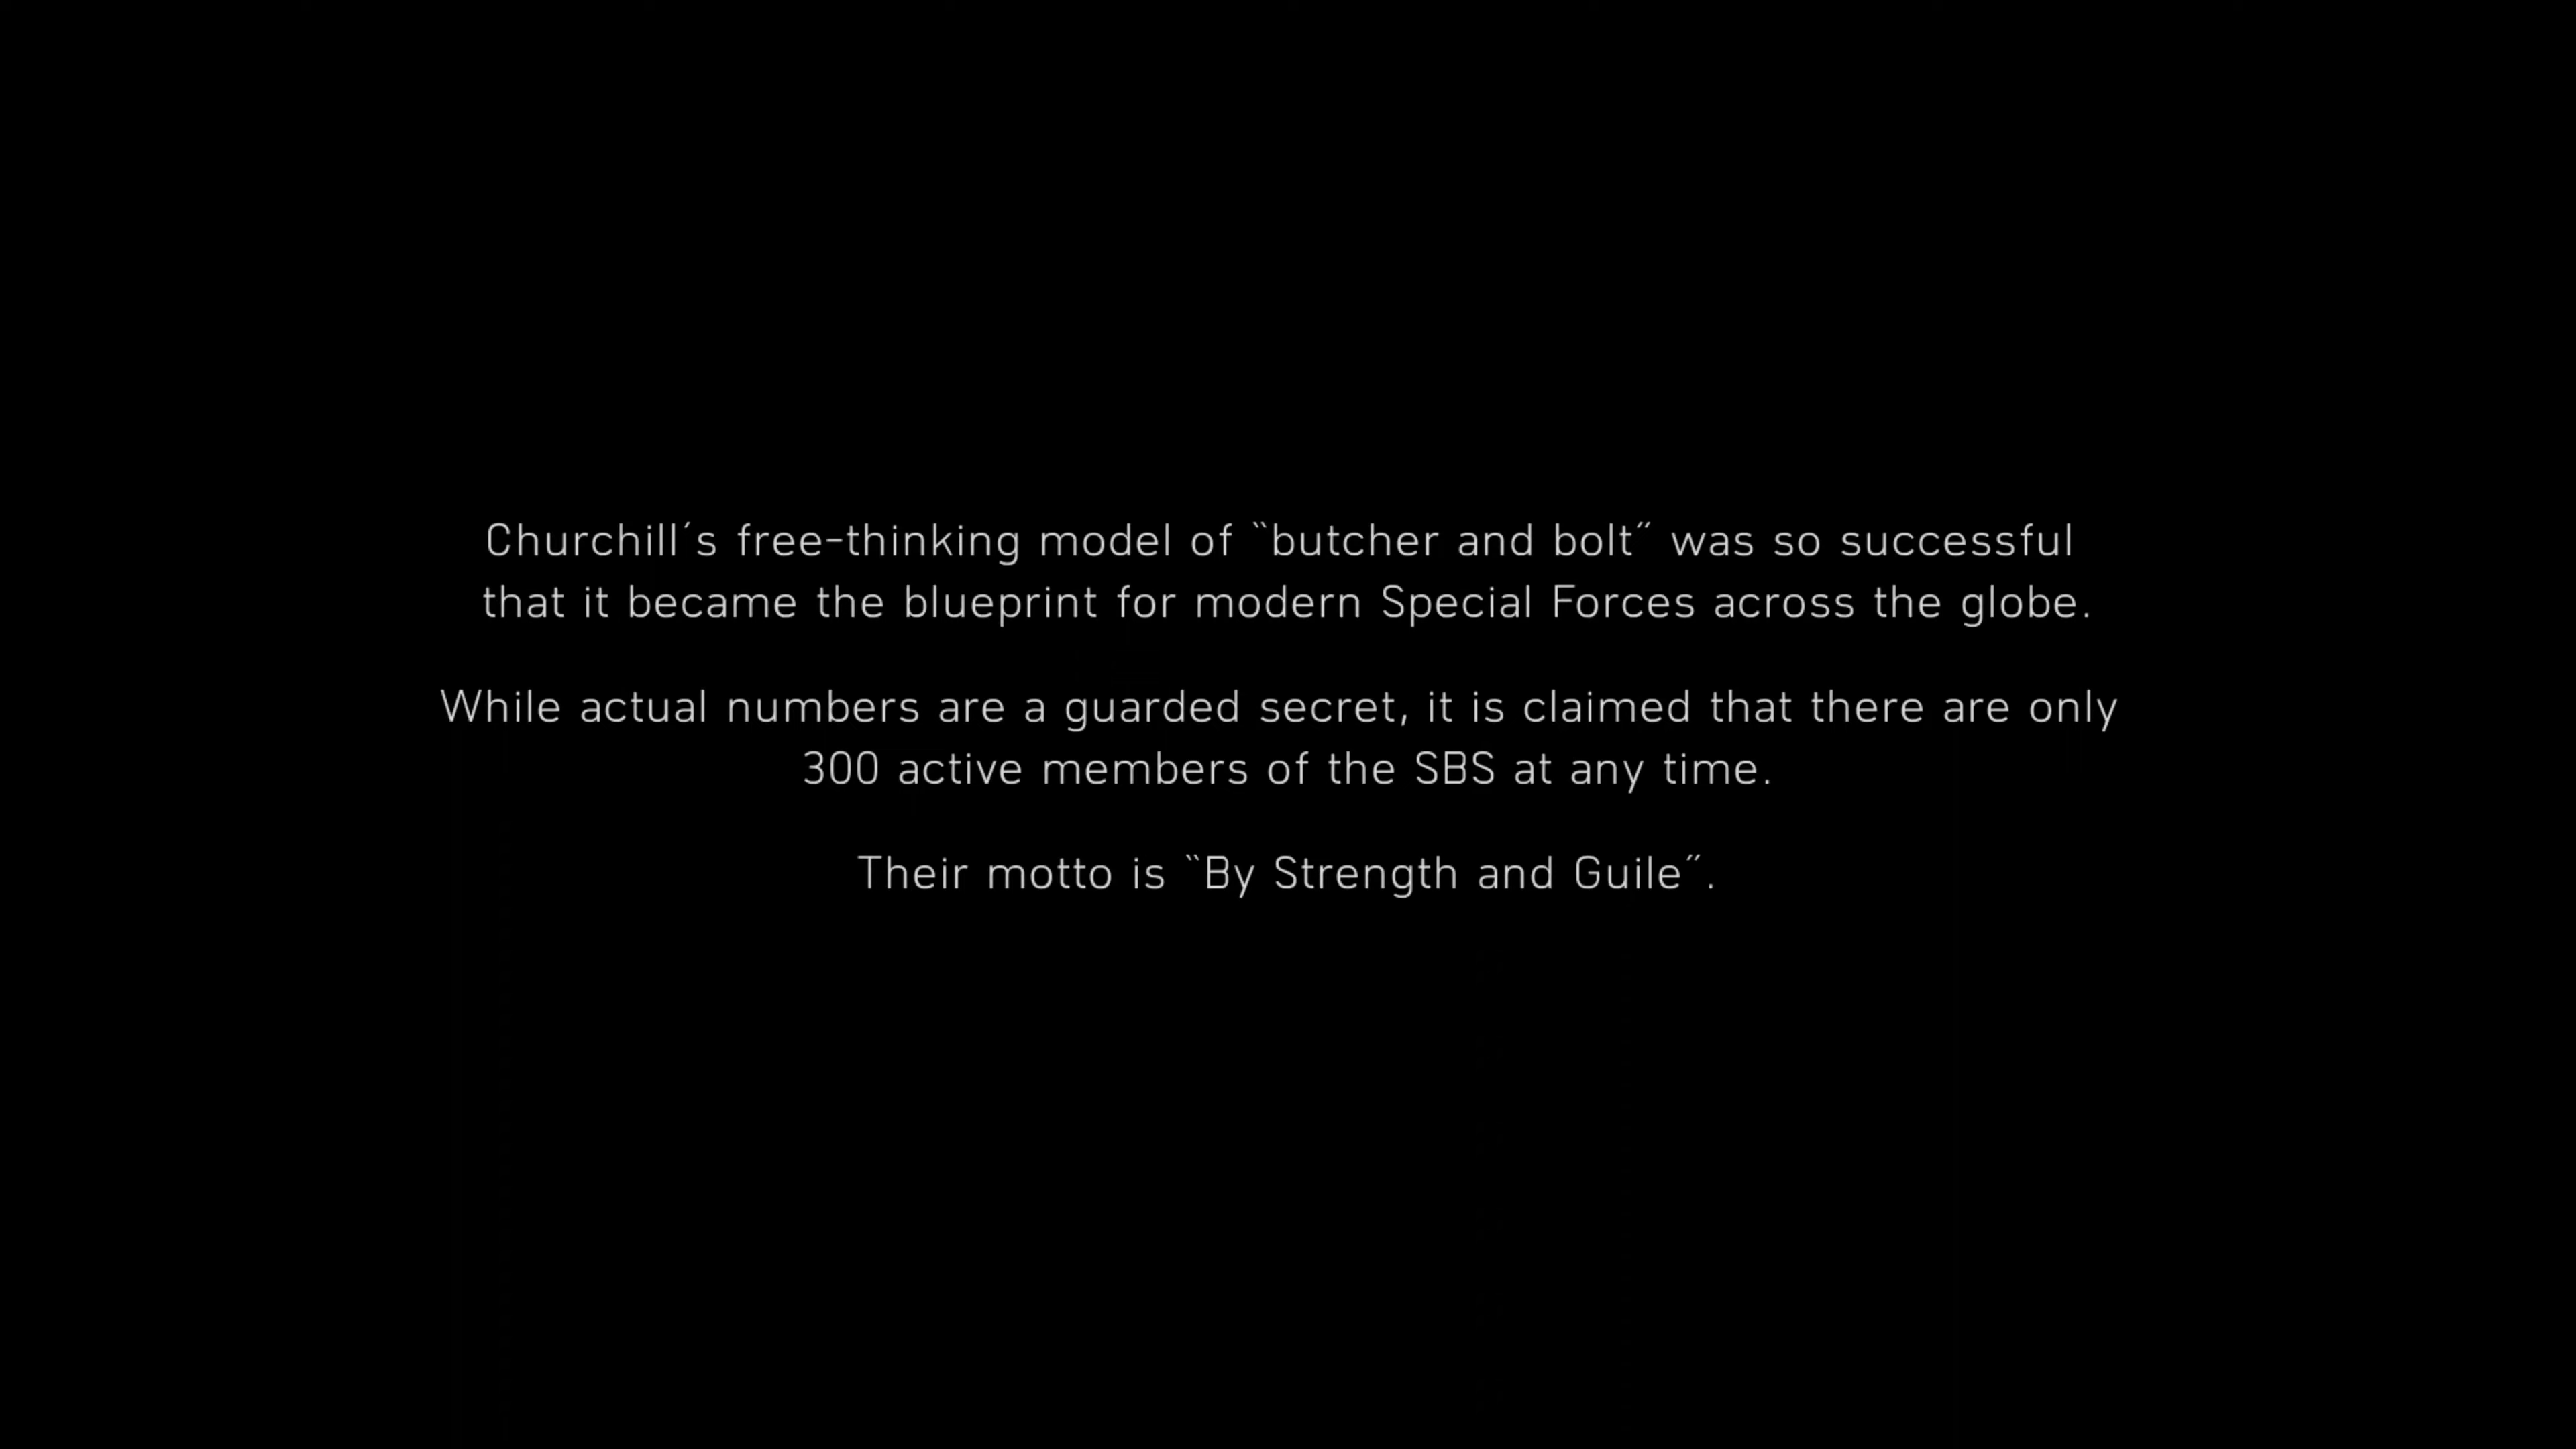 Churchill's free-thinking model of "butcher and bolt" was so successful
that it became the blueprint for modern Special Forces across the globe.
While actual numbers are a guarded secret, it is claimed that there are only
300 active members of the SBS at any time.
Their motto is "By Strength and Guile".